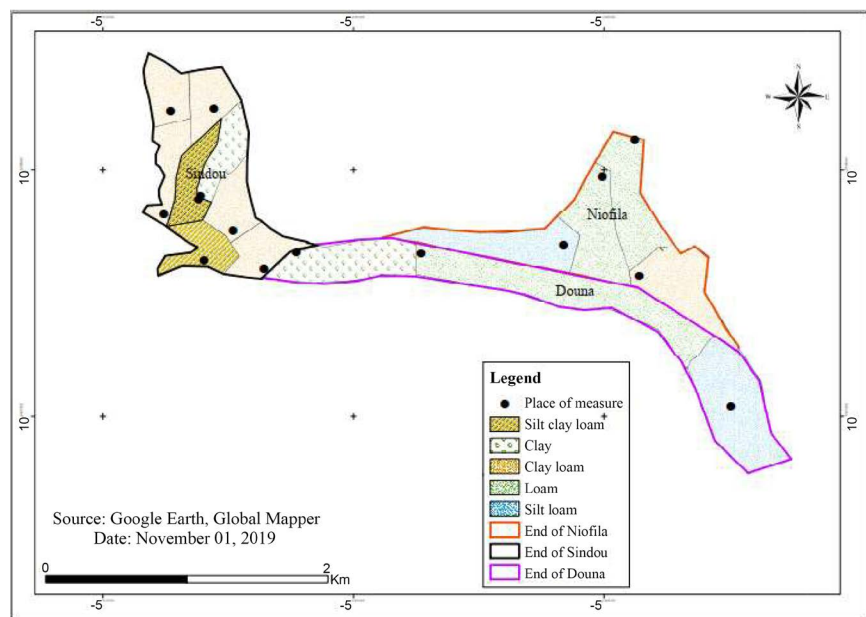 -5
-5
-5
N
W
E
S
10
10
Sindou
Niofila
Douna
10
10
Legend
Place of measure
Silt clay loam
Clay
Clay loam
Loam
Silt loam
End of Niofila
End of Sindou
End of Douna
Source: Google Earth, Global Mapper
Date: November 01, 2019
0
2
Km
-5
-5
-5